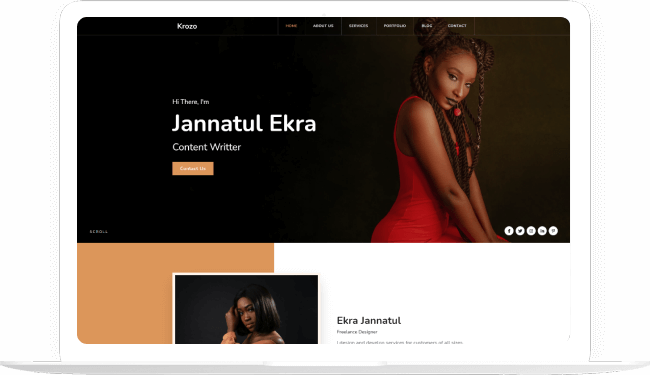 Krozo
HOME ABOUT US SERVICES PORTFOLIO BLOG CONTACT
Hi There, I'm
Jannatul Ekra
Content Writter
Contact Us
SCROLL
Ekra Jannatul
Freelance Designer
I design and develop services for customers of all sizes